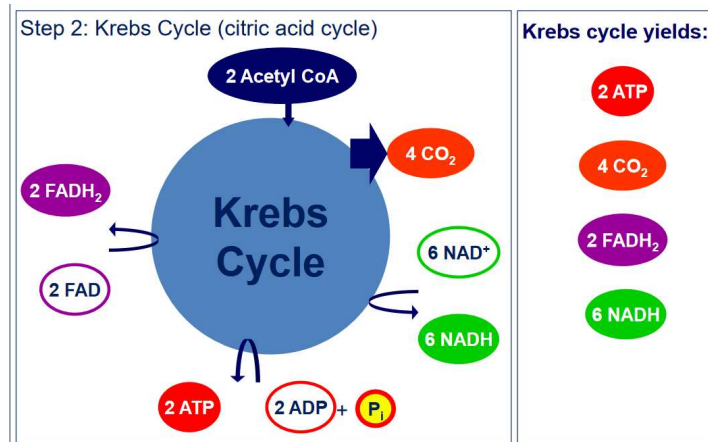 Step 2: Krebs Cycle (citric acid cycle)
2 Acetyl CoA
4 CO₂
2 FADH₂
Krebs
Cycle
6 NAD⁺
2 FAD
6 NADH
2 ATP
2 ADP + Pᵢ
Krebs cycle yields:
2 ATP
4 CO₂
2 FADH₂
6 NADH